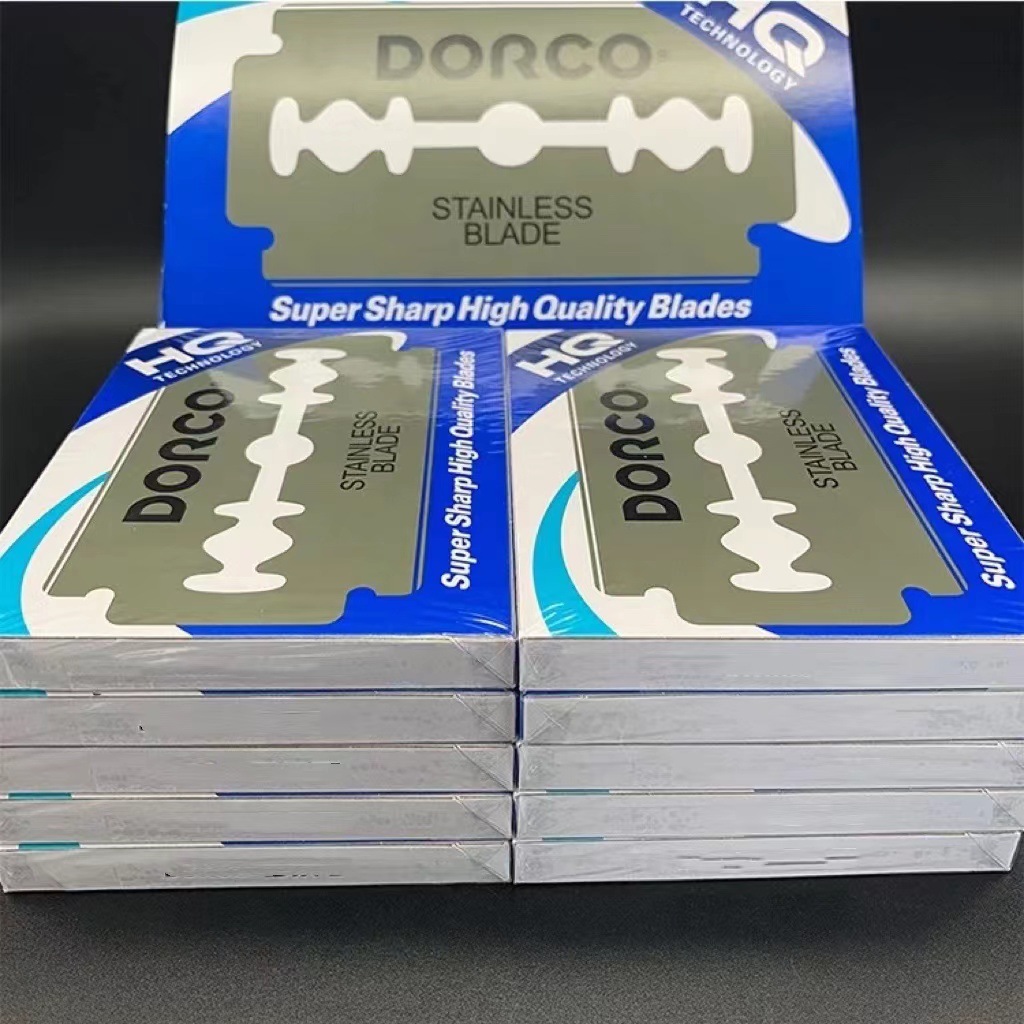 HQ
TECHNOLOGY
DORCO
STAINLESS
BLADE
Super Sharp High Quality Blades
HQ
TECHNOLOGY
DORCO
STAINLESS
BLADE
Super Sharp High Quality Blades
HQ
TECHNOLOGY
DORCO
STAINLESS
BLADE
Super Sharp High Quality Blades